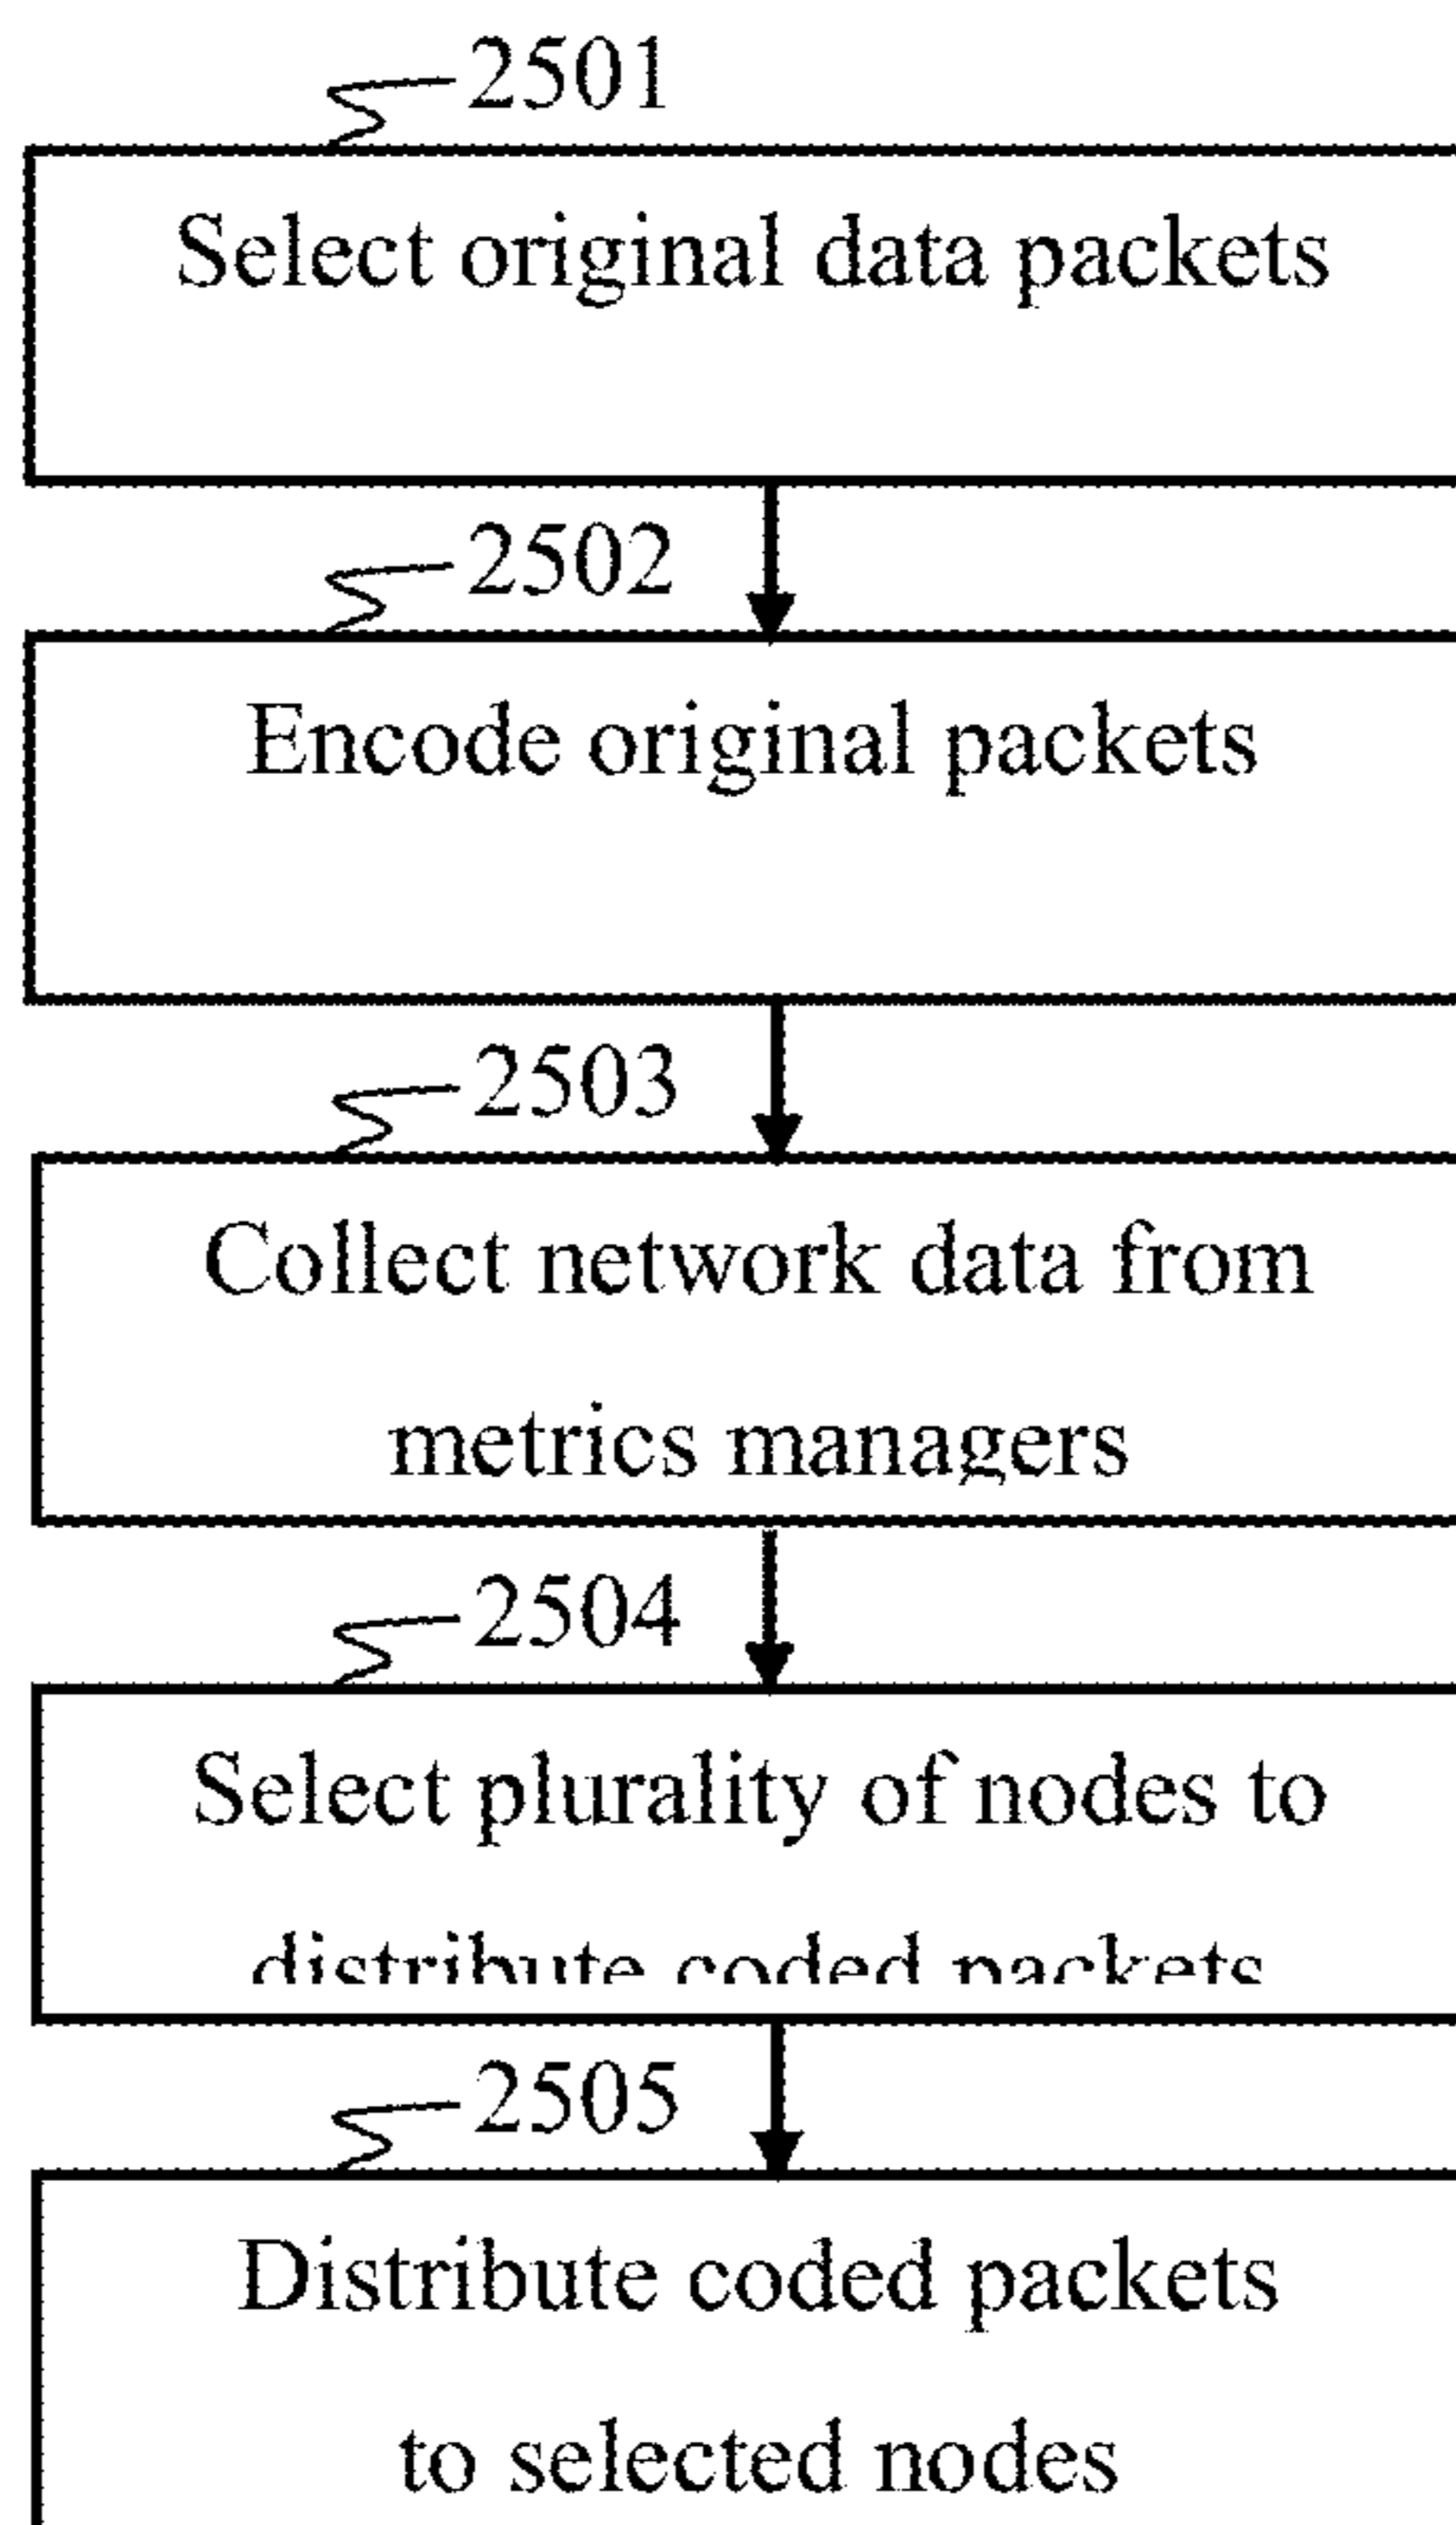 2501
Select original data packets
2502
Encode original packets
2503
Collect network data from
metrics managers
2504
Select plurality of nodes to
distribute coded packets
2505
Distribute coded packets
to selected nodes